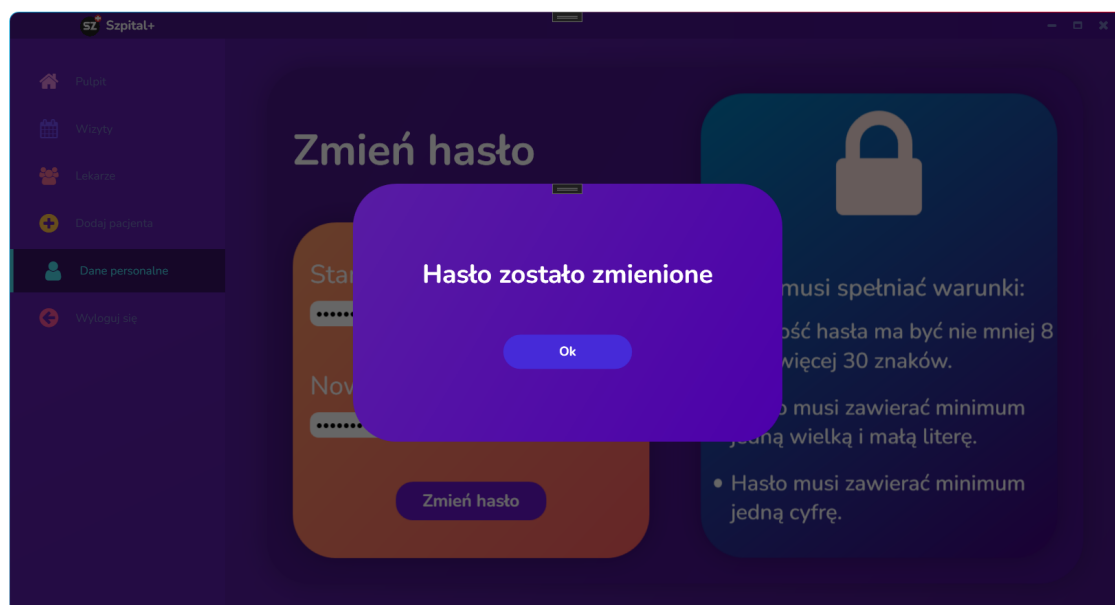 SZ Szpital+
Pulpit
Wizyty
Lekarze
Dodaj pacjenta
Dane personalne
Wyloguj się
Zmień hasło
Hasło zostało zmienione
Ok
Zmień hasło
musi spełniać warunki:
hasła ma być nie mniej 8
więcej 30 znaków.
musi zawierać minimum
wielką i małą literę.
• Hasło musi zawierać minimum
jedną cyfrę.